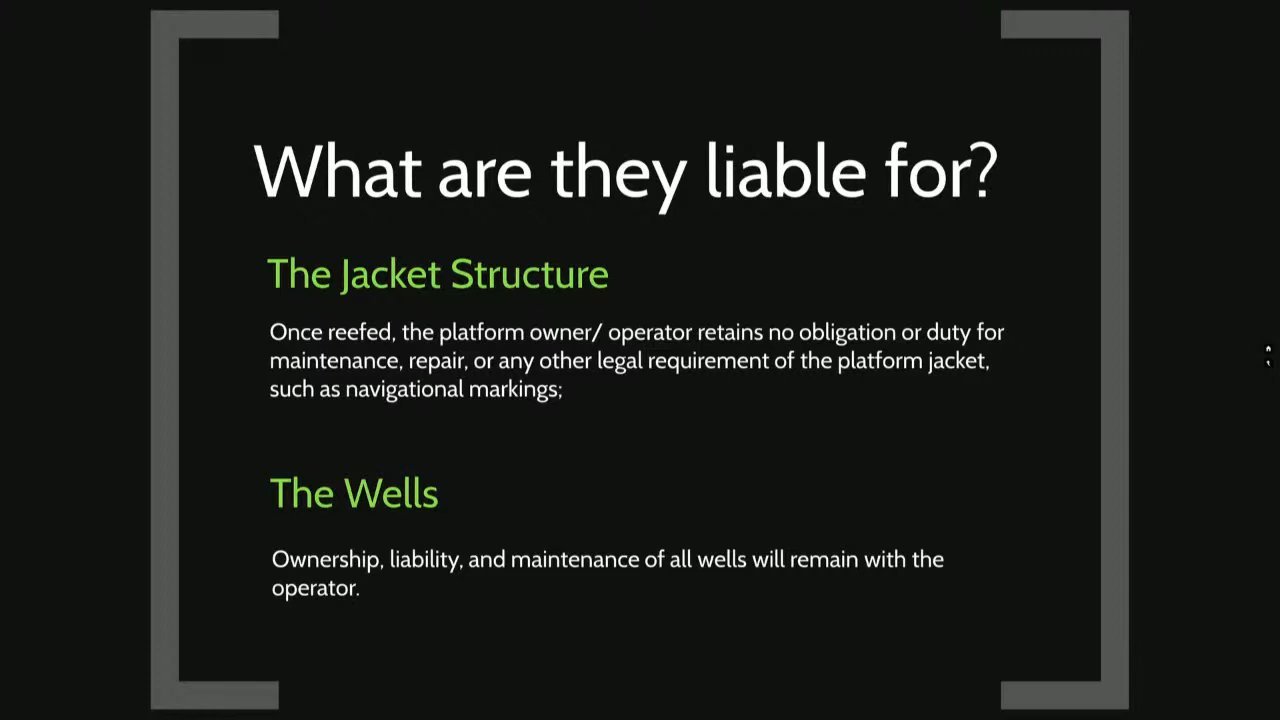 What are they liable for?
The Jacket Structure
Once reefed, the platform owner/ operator retains no obligation or duty for
maintenance, repair, or any other legal requirement of the platform jacket,
such as navigational markings;
The Wells
Ownership, liability, and maintenance of all wells will remain with the
operator.